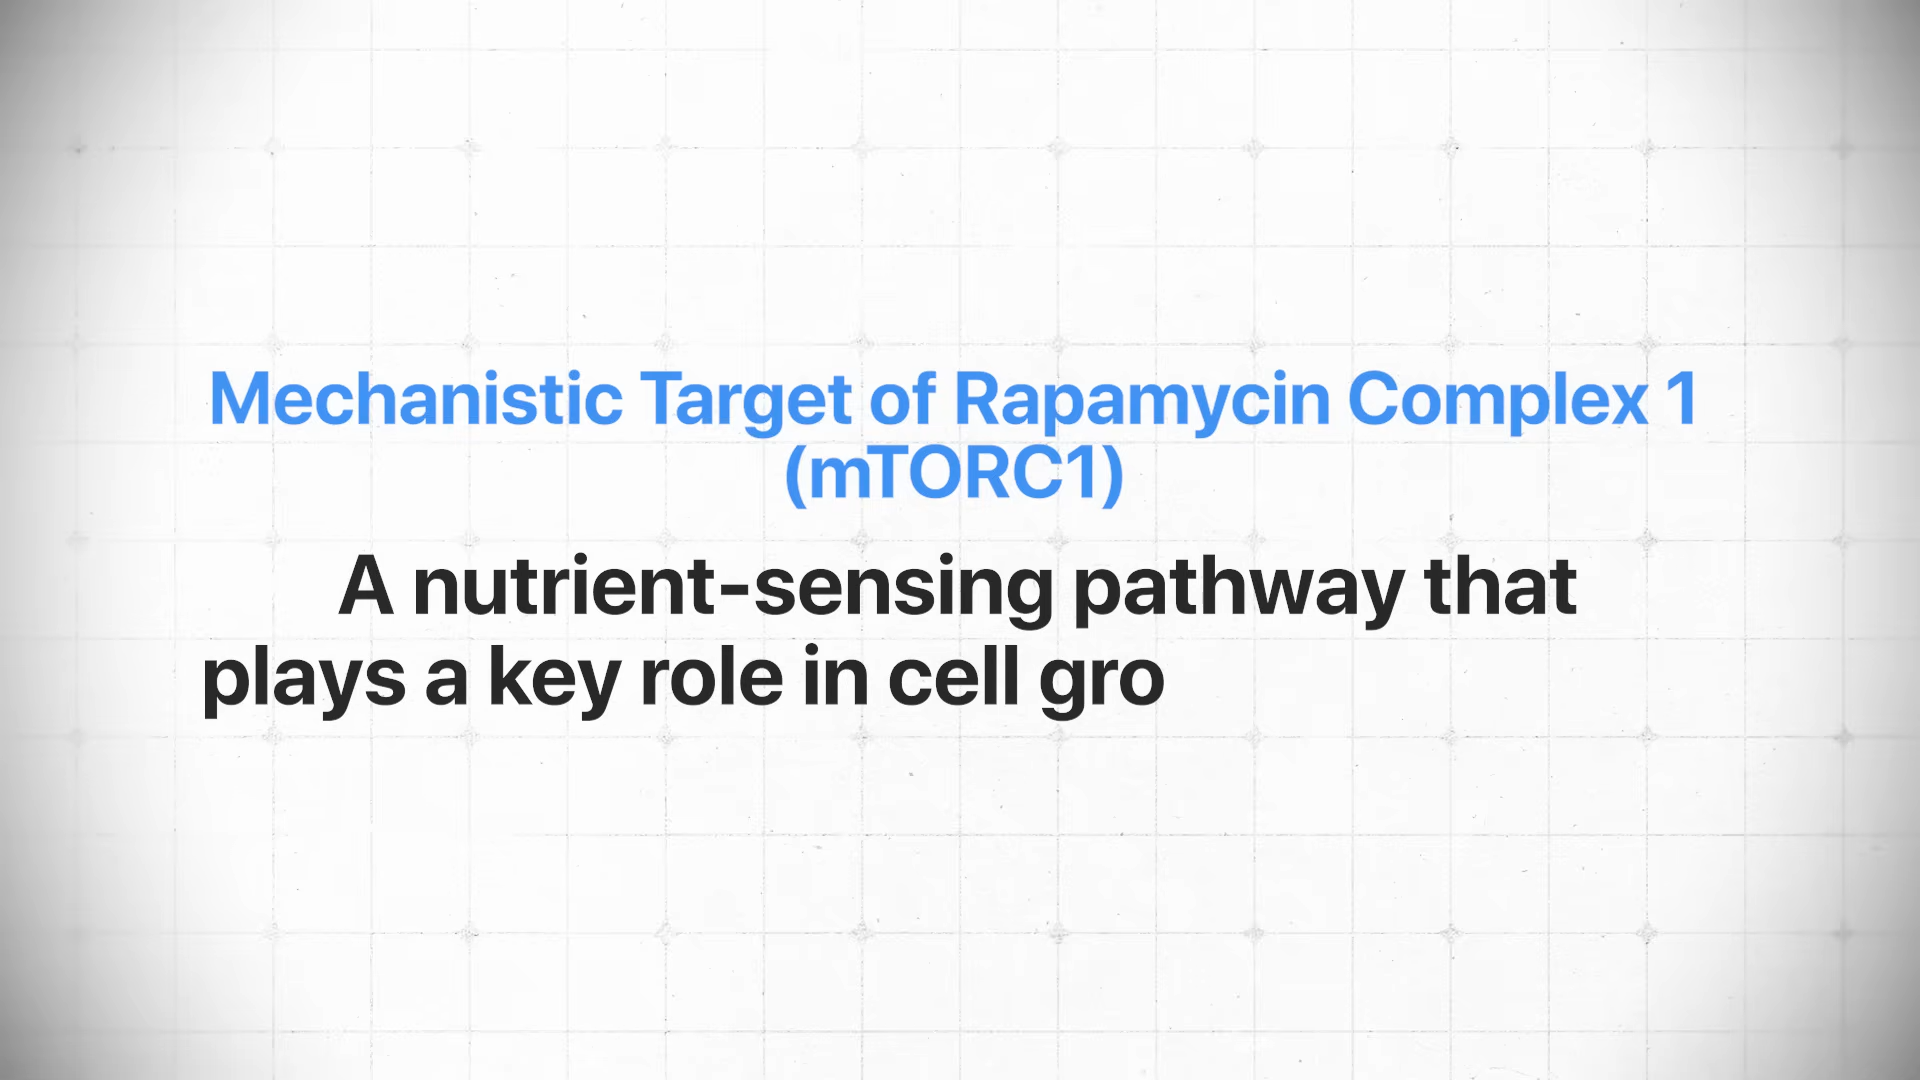 Mechanistic Target of Rapamycin Complex 1
(mTORC1)
A nutrient-sensing pathway that
plays a key role in cell gro